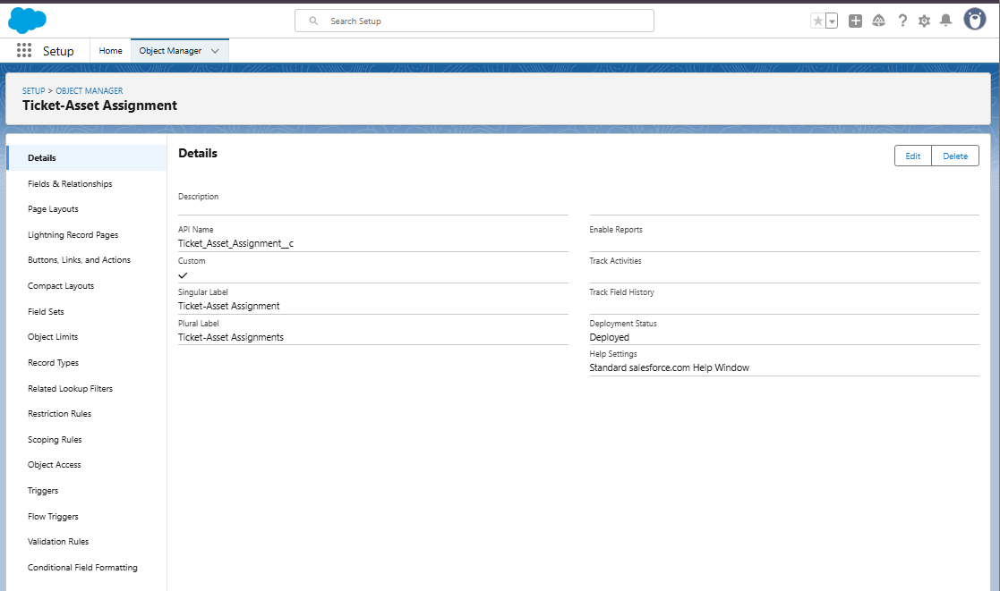 Search Setup
Setup
Home
Object Manager
SETUP > OBJECT MANAGER
Ticket-Asset Assignment
Details
Fields & Relationships
Page Layouts
Lightning Record Pages
Buttons, Links, and Actions
Compact Layouts
Field Sets
Object Limits
Record Types
Related Lookup Filters
Restriction Rules
Scoping Rules
Object Access
Triggers
Flow Triggers
Validation Rules
Conditional Field Formatting
Details
Edit
Delete
Description
API Name
Ticket_Asset_Assignment__c
Custom
✓
Singular Label
Ticket-Asset Assignment
Plural Label
Ticket-Asset Assignments
Enable Reports
Track Activities
Track Field History
Deployment Status
Deployed
Help Settings
Standard salesforce.com Help Window